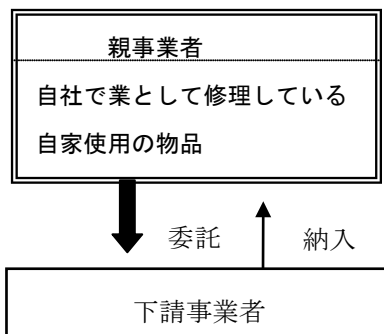 親事業者
自社で業として修理している
自家使用の物品
委託
納入
下請事業者